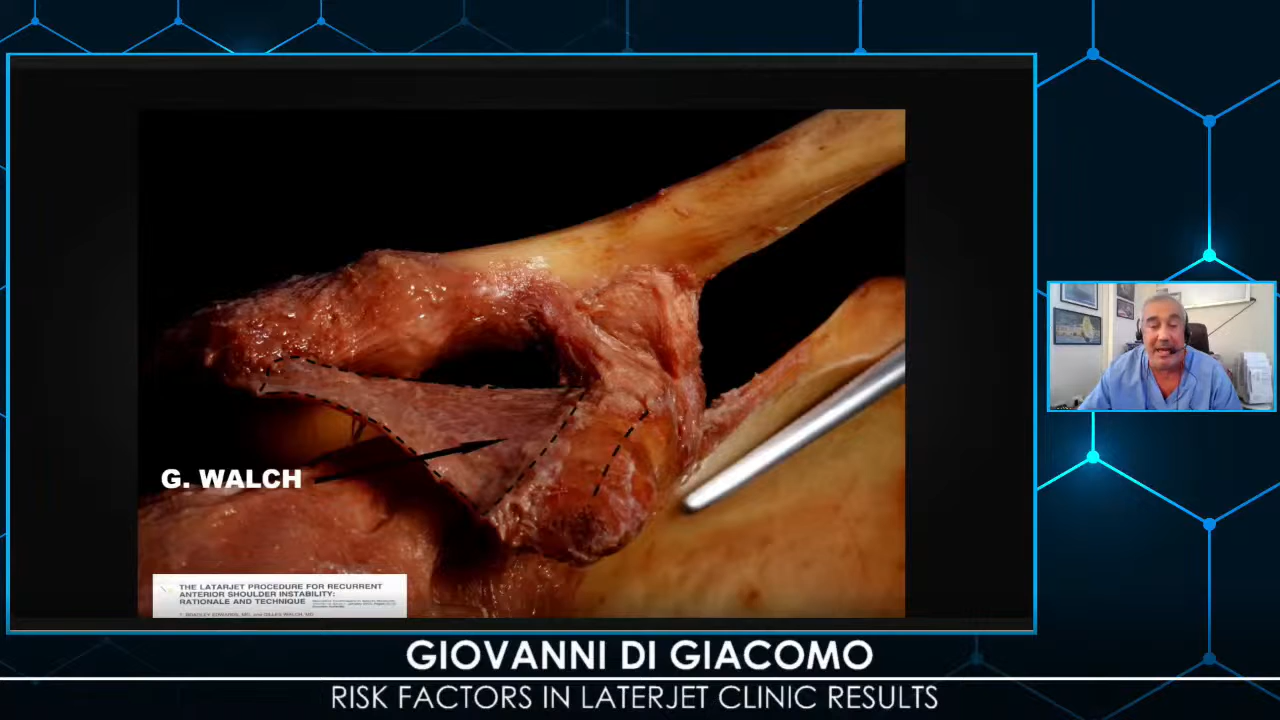 G. WALCH
THE LATARJET PROCEDURE FOR RECURRENT
ANTERIOR SHOULDER INSTABILITY:
RATIONALE AND TECHNIQUE
GIOVANNI DI GIACOMO
RISK FACTORS IN LATERJET CLINIC RESULTS